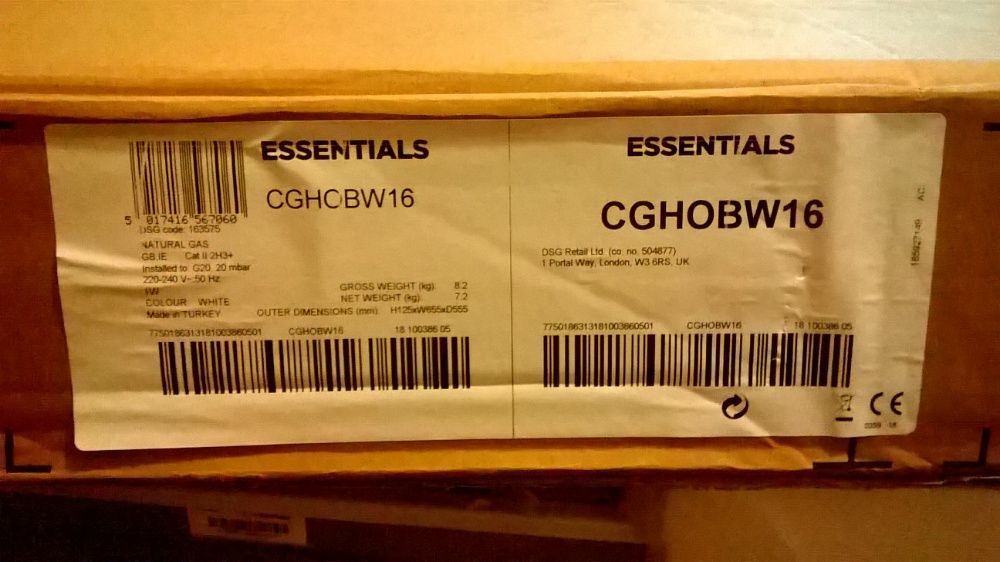 ESSENTIALS
CGHOBW16
5 017416 567060
DSG code: 163575
NATURAL GAS
GB,IE Cat II 2H3+
Installed to G20, 20 mbar
220-240 V~ 50 Hz
1W
COLOUR WHITE
Made in TURKEY
GROSS WEIGHT (kg): 8.2
NET WEIGHT (kg): 7.2
OUTER DIMENSIONS (mm): H125xW655xD555
7750186313181003860501 CGHOBW16 18 100386 05
ESSENTIALS
CGHOBW16
DSG Retail Ltd. (co. no. 504877)
1 Portal Way, London, W3 6RS, UK
7750186313181003860501 CGHOBW16 18 100386 05
CE
AC